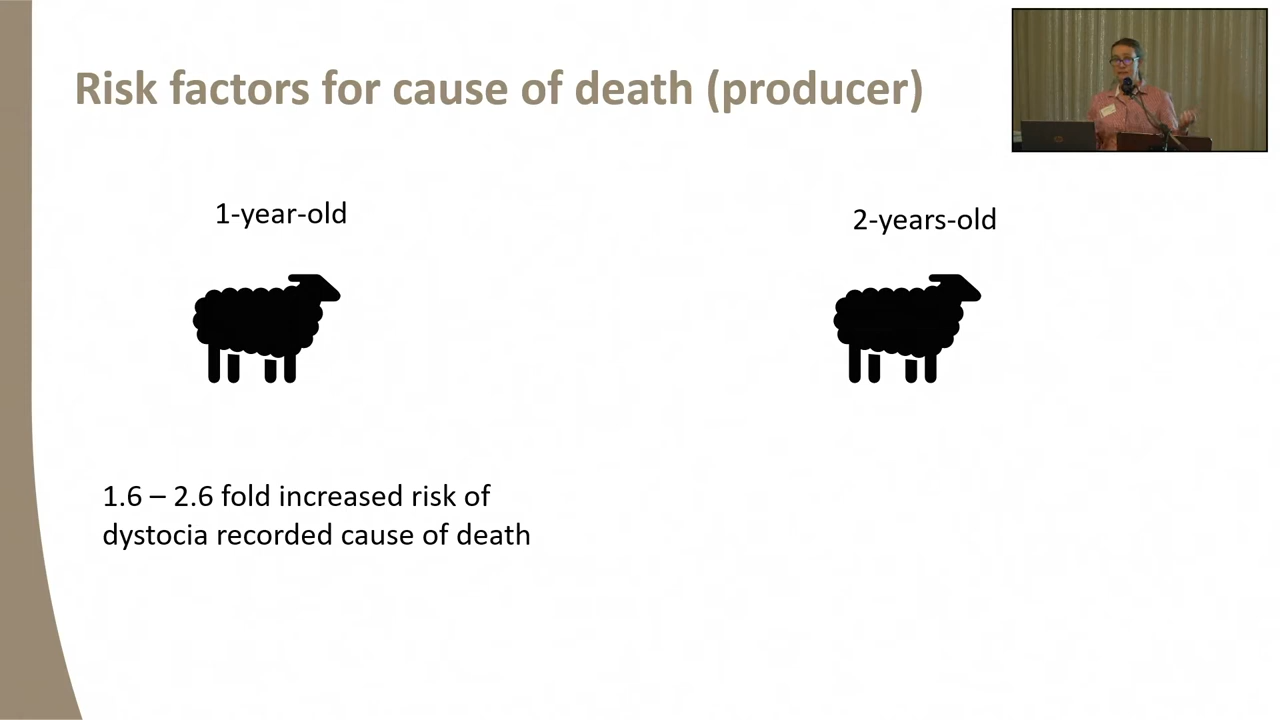 Risk factors for cause of death (producer)
1-year-old
2-years-old
1.6 – 2.6 fold increased risk of
dystocia recorded cause of death